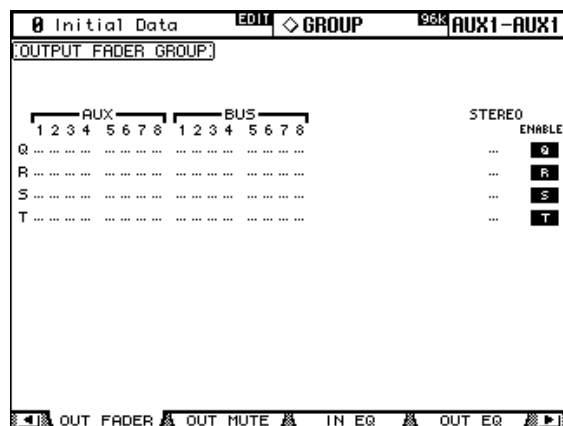 0 Initial Data EDIT ◇GROUP 96k AUX1-AUX1
OUTPUT FADER GROUP
AUX BUS STEREO
1 2 3 4 5 6 7 8 1 2 3 4 5 6 7 8 ENABLE
Q ... ... ... ... ... ... ... ... ... ... ... ... ... ... ... ... ... Q
R ... ... ... ... ... ... ... ... ... ... ... ... ... ... ... ... ... R
S ... ... ... ... ... ... ... ... ... ... ... ... ... ... ... ... ... S
T ... ... ... ... ... ... ... ... ... ... ... ... ... ... ... ... ... T
OUT FADER OUT MUTE IN EQ OUT EQ